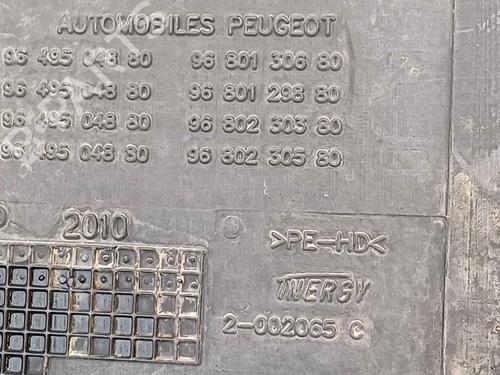 AUTOMOBILES PEUGEOT
96 495 048 80 96 801 306 80
96 495 048 80 96 801 298 80
96 495 048 80 96 802 303 80
96 495 048 80 96 802 305 80
2010
>PE-HD<
INERGY
2-002065 C